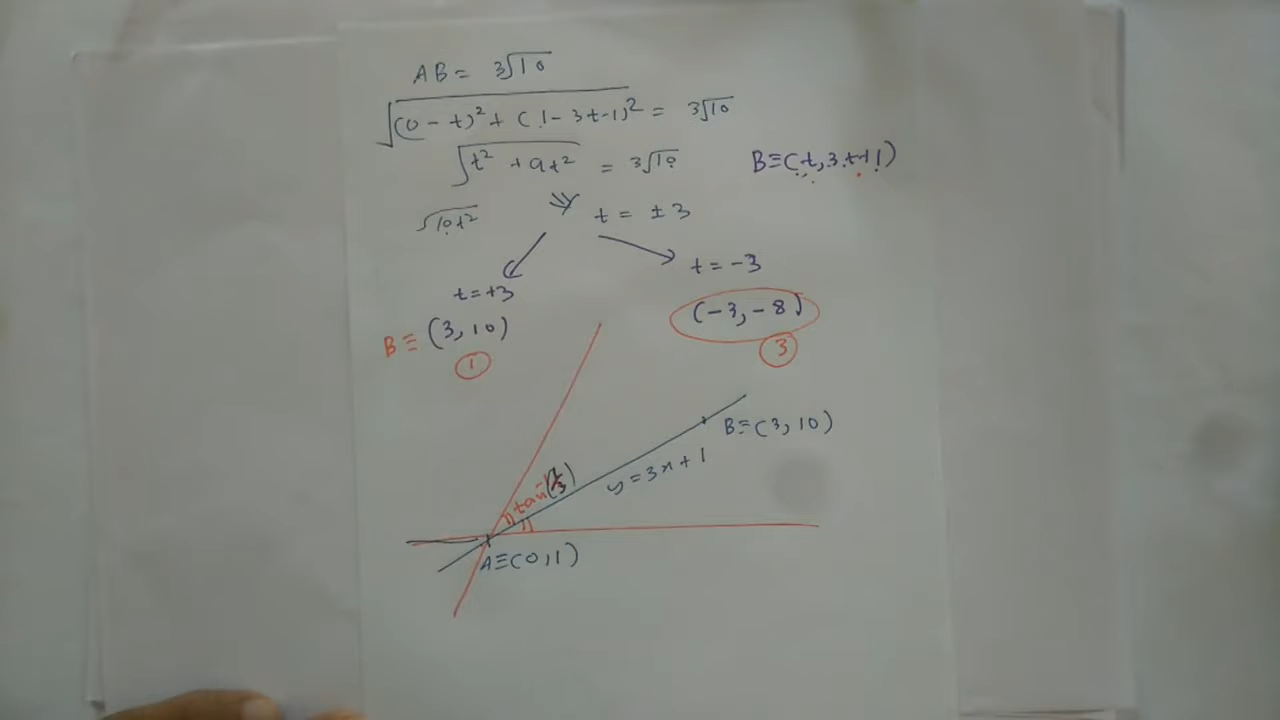 AB = 3√10
√(0 - t)² + (1 - 3t - 1)² = 3√10
√t² + 9t² = 3√10
B≡(t, 3t+1)
√10t²
⇒ t = ±3
t = +3
t = -3
B ≡ (3, 10)
(-3, -8)
1
3
B≡(3, 10)
y = 3x + 1
A≡(0,1)